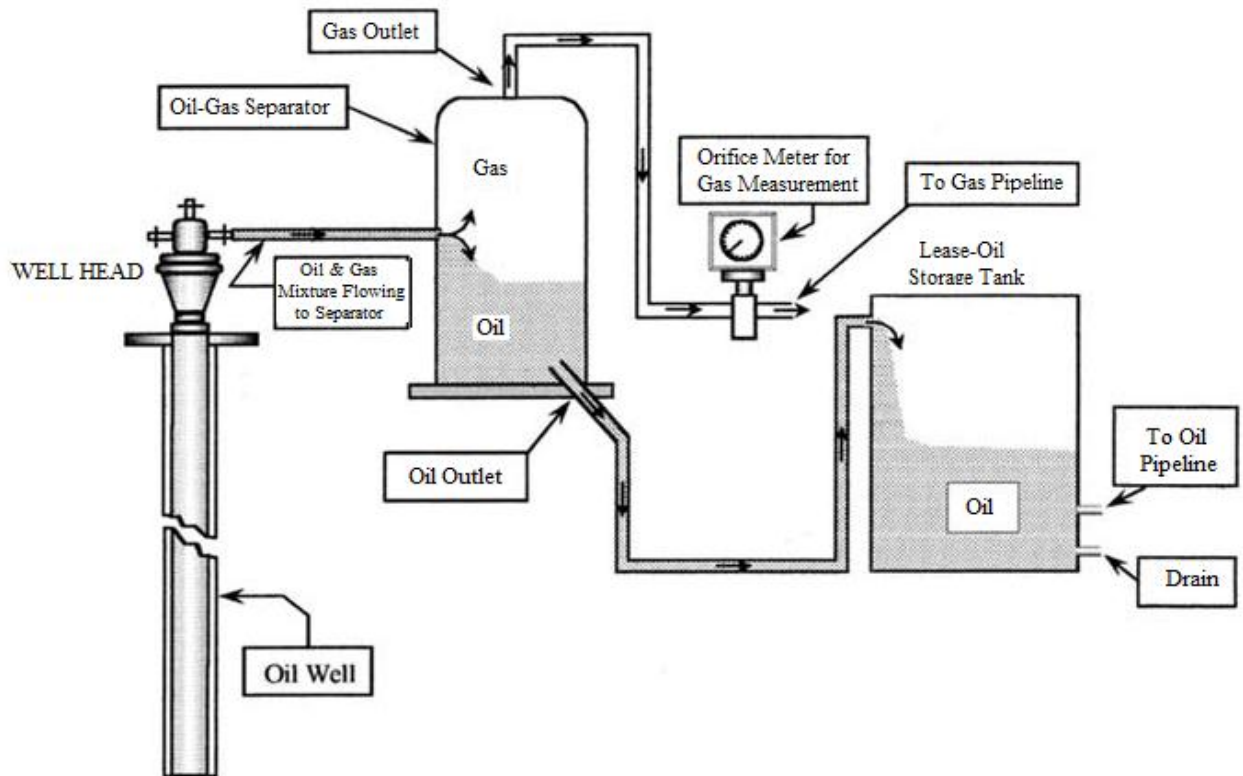 Gas Outlet
Oil-Gas Separator
Gas
Orifice Meter for
Gas Measurement
To Gas Pipeline
WELL HEAD
Oil & Gas
Mixture Flowing
to Separator
Lease-Oil
Storage Tank
Oil
To Oil
Pipeline
Oil Outlet
Oil
Drain
Oil Well